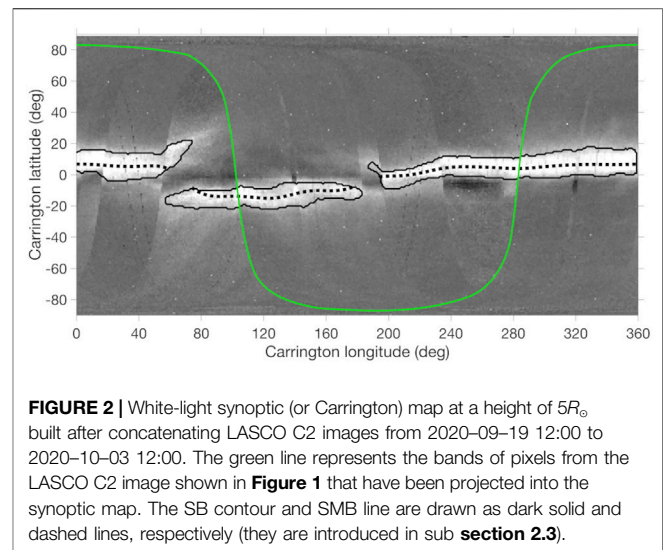 80
60
40
20
0
-20
-40
-60
-80
Carrington latitude (deg)
0 40 80 120 160 200 240 280 320 360
Carrington longitude (deg)
FIGURE 2 | White-light synoptic (or Carrington) map at a height of 5R☉
built after concatenating LASCO C2 images from 2020–09–19 12:00 to
2020–10–03 12:00. The green line represents the bands of pixels from the
LASCO C2 image shown in Figure 1 that have been projected into the
synoptic map. The SB contour and SMB line are drawn as dark solid and
dashed lines, respectively (they are introduced in sub section 2.3).